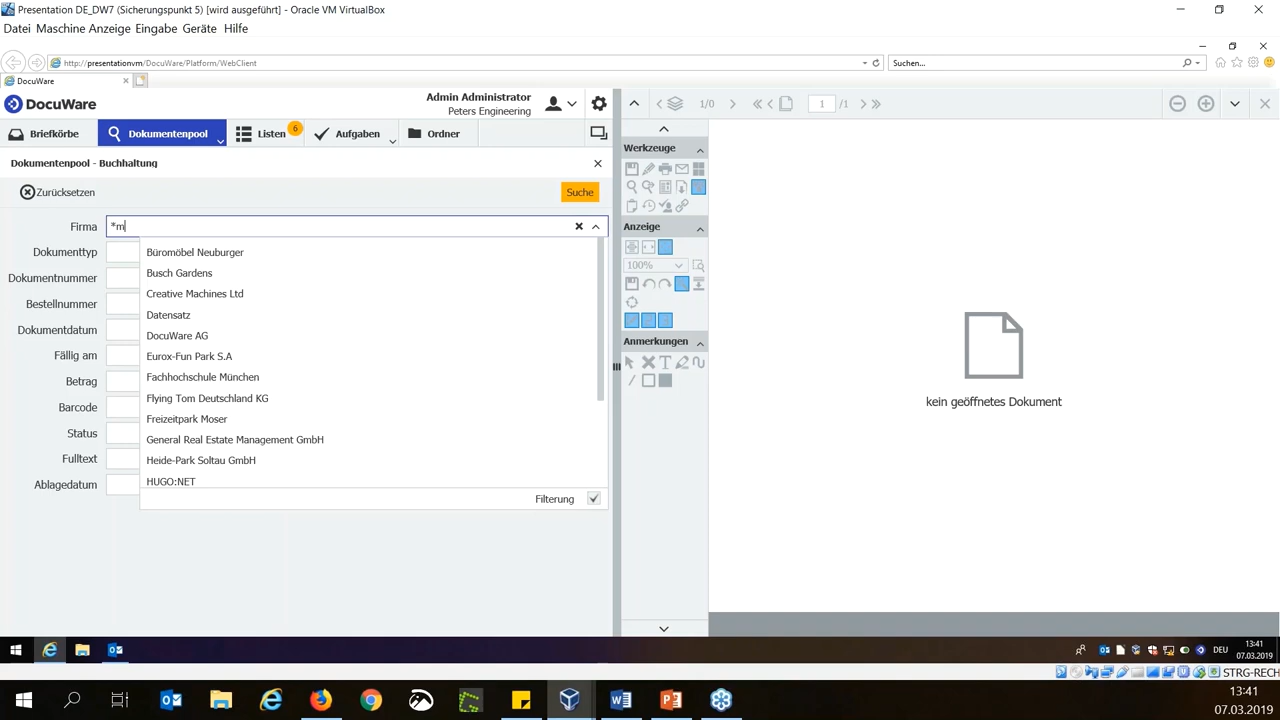 Presentation DE_DW7 (Sicherungspunkt 5) [wird ausgeführt] - Oracle VM VirtualBox
Datei Maschine Anzeige Eingabe Geräte Hilfe
http://presentationvm/DocuWare/Platform/WebClient
Suchen...
DocuWare
DocuWare
Admin Administrator
Peters Engineering
1/0
1 /1
Briefkörbe
Dokumentenpool
Listen 6
Aufgaben
Ordner
Dokumentenpool - Buchhaltung
Zurücksetzen
Suche
Firma *m
Dokumenttyp
Dokumentnummer
Bestellnummer
Dokumentdatum
Fällig am
Betrag
Barcode
Status
Fulltext
Ablagedatum
Büromöbel Neuburger
Busch Gardens
Creative Machines Ltd
Datensatz
DocuWare AG
Eurox-Fun Park S.A
Fachhochschule München
Flying Tom Deutschland KG
Freizeitpark Moser
General Real Estate Management GmbH
Heide-Park Soltau GmbH
HUGO:NET
Filterung
Werkzeuge
Anzeige
100%
Anmerkungen
kein geöffnetes Dokument
DEU
13:41
07.03.2019
STRG-RECH
13:41
07.03.2019